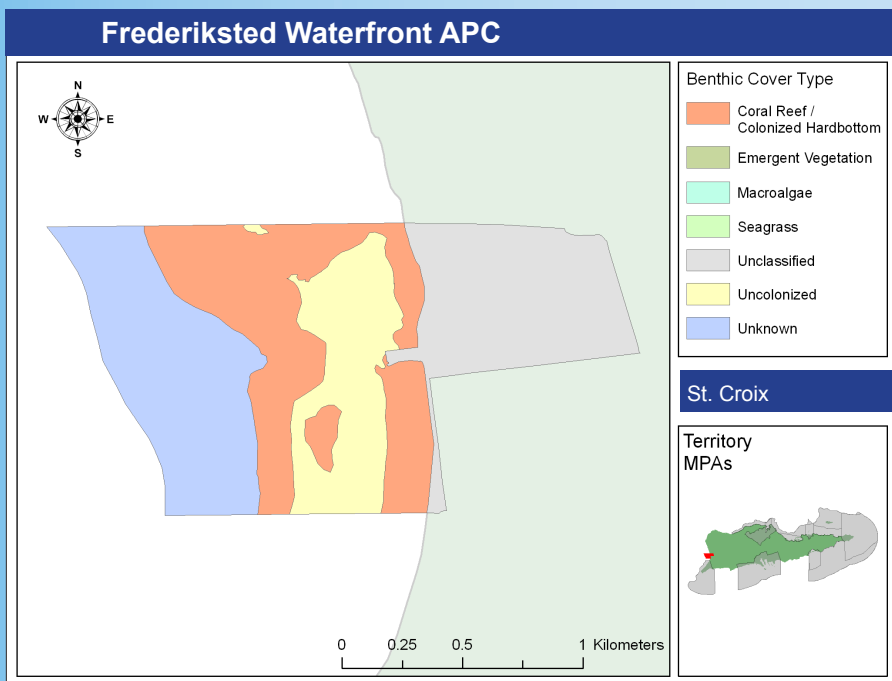 Frederiksted Waterfront APC
N
W E
S
Benthic Cover Type
Coral Reef /
Colonized Hardbottom
Emergent Vegetation
Macroalgae
Seagrass
Unclassified
Uncolonized
Unknown
St. Croix
Territory
MPAs
0 0.25 0.5 1 Kilometers